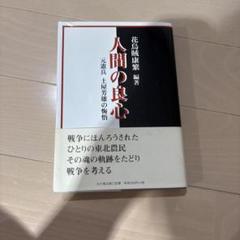 花烏賊康繁 編著
人間の良心
元憲兵 土屋芳雄の悔悟
戦争にほんろうされた
ひとりの東北農民
その魂の軌跡をたどり
戦争を考える